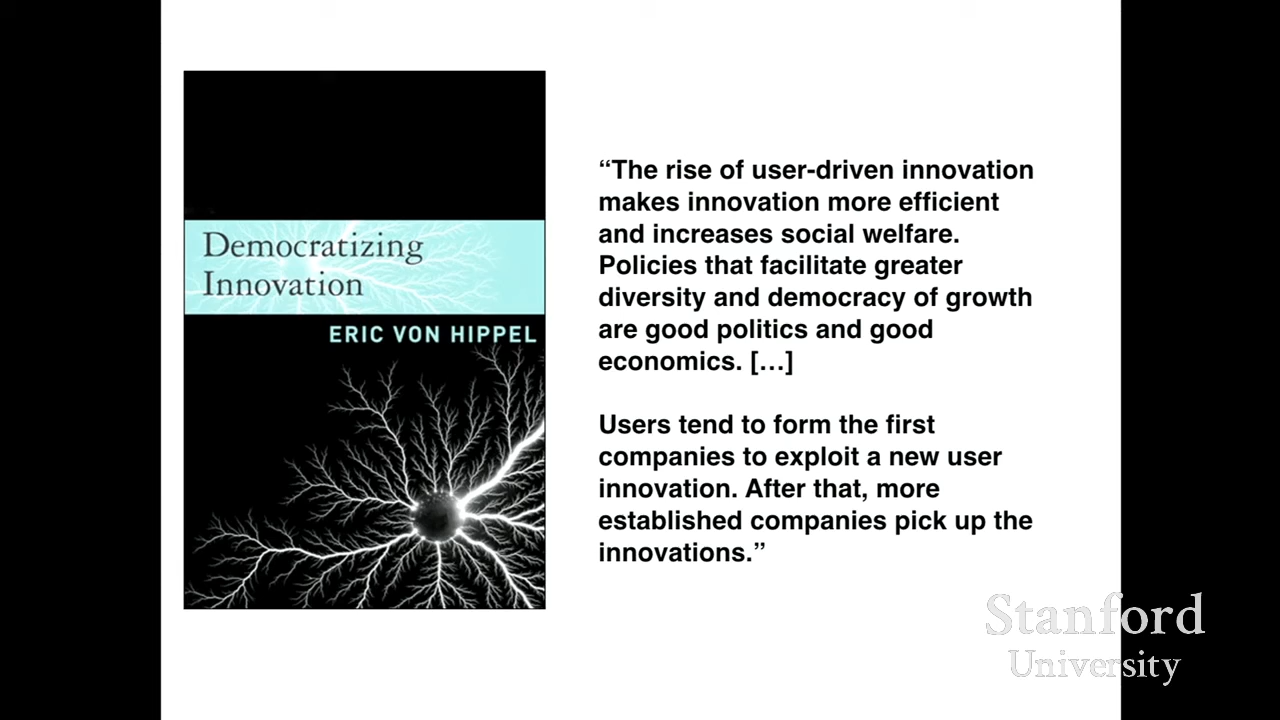 Democratizing
Innovation
ERIC VON HIPPEL
“The rise of user-driven innovation
makes innovation more efficient
and increases social welfare.
Policies that facilitate greater
diversity and democracy of growth
are good politics and good
economics. […]
Users tend to form the first
companies to exploit a new user
innovation. After that, more
established companies pick up the
innovations.”
Stanford
University